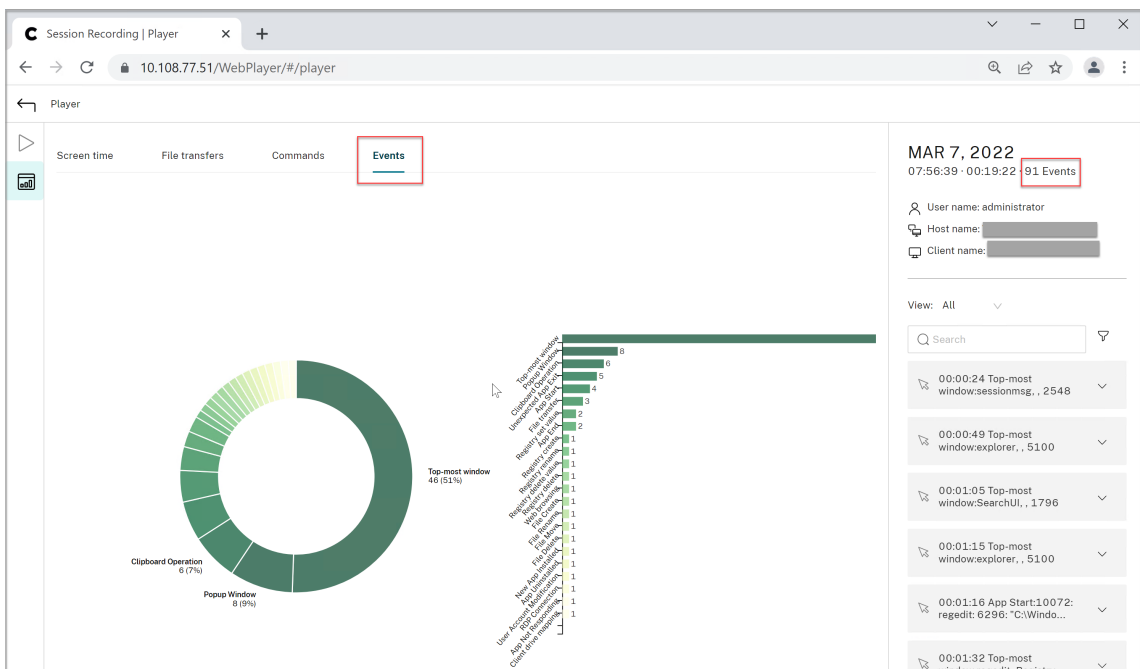 Session Recording | Player
10.108.77.51/WebPlayer/#/player
Player
Screen time
File transfers
Commands
Events
Top-most window
46 (51%)
Clipboard Operation
6 (7%)
Popup Window
8 (9%)
Top-most window
Popup Window
8
Clipboard Operation
6
Unexpected App Exit
5
App Start
4
File transfer
3
Registry set value
2
App End
2
Registry create
1
Registry rename
1
Registry delete value
1
Registry delete
1
Web browsing
1
File Create
1
File Rename
1
File Move
1
File Delete
1
New App Installed
1
App Uninstalled
1
User Account Modification
1
RDP Connection
1
App Not Responding
1
Client drive mapping
1
MAR 7, 2022
07:56:39 · 00:19:22 · 91 Events
User name: administrator
Host name:
Client name:
View: All
Search
00:00:24 Top-most
window:sessionmsg, , 2548
00:00:49 Top-most
window:explorer, , 5100
00:01:05 Top-most
window:SearchUI, , 1796
00:01:15 Top-most
window:explorer, , 5100
00:01:16 App Start:10072:
regedit: 6296: "C:\Windo...
00:01:32 Top-most